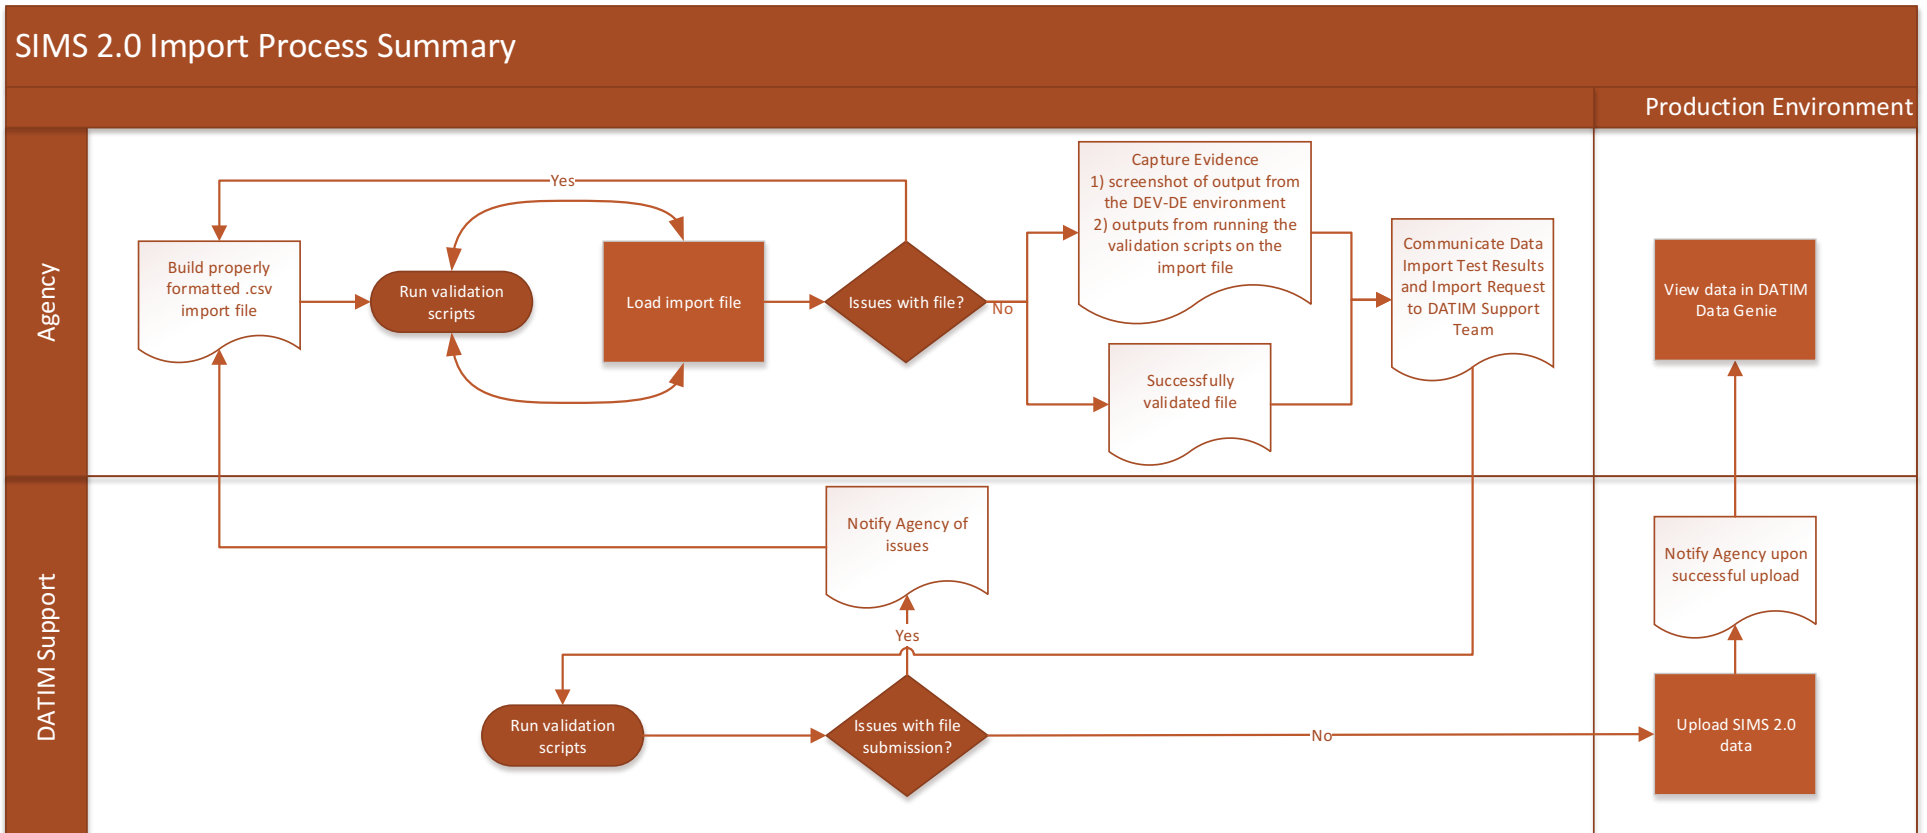 SIMS 2.0 Import Process Summary
Production Environment
Agency
Yes
Build properly
formatted .csv
import file
Run validation
scripts
Load import file
Issues with file?
No
Capture Evidence
1) screenshot of output from
the DEV-DE environment
2) outputs from running the
validation scripts on the
import file
Successfully
validated file
Communicate Data
Import Test Results
and Import Request
to DATIM Support
Team
View data in DATIM
Data Genie
DATIM Support
Notify Agency of
issues
Yes
Run validation
scripts
Issues with file
submission?
No
Notify Agency upon
successful upload
Upload SIMS 2.0
data